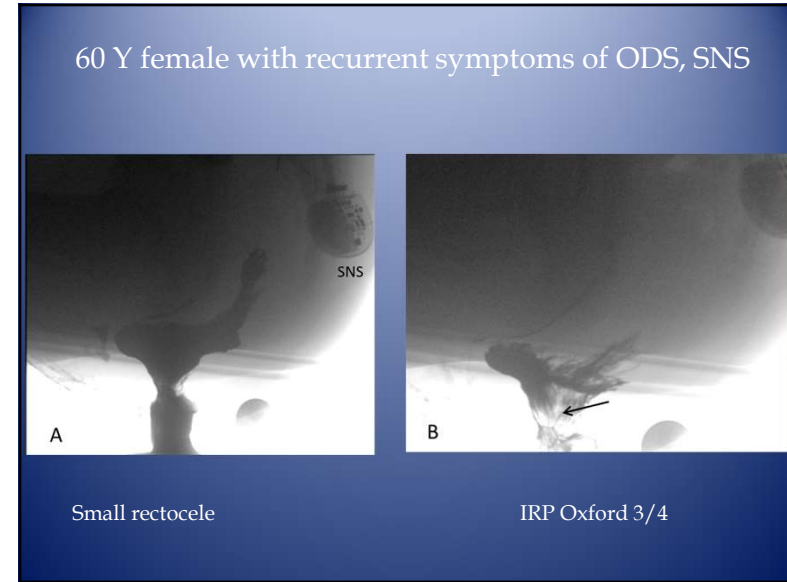 60 Y female with recurrent symptoms of ODS, SNS
SNS
A
B
Small rectocele
IRP Oxford 3/4